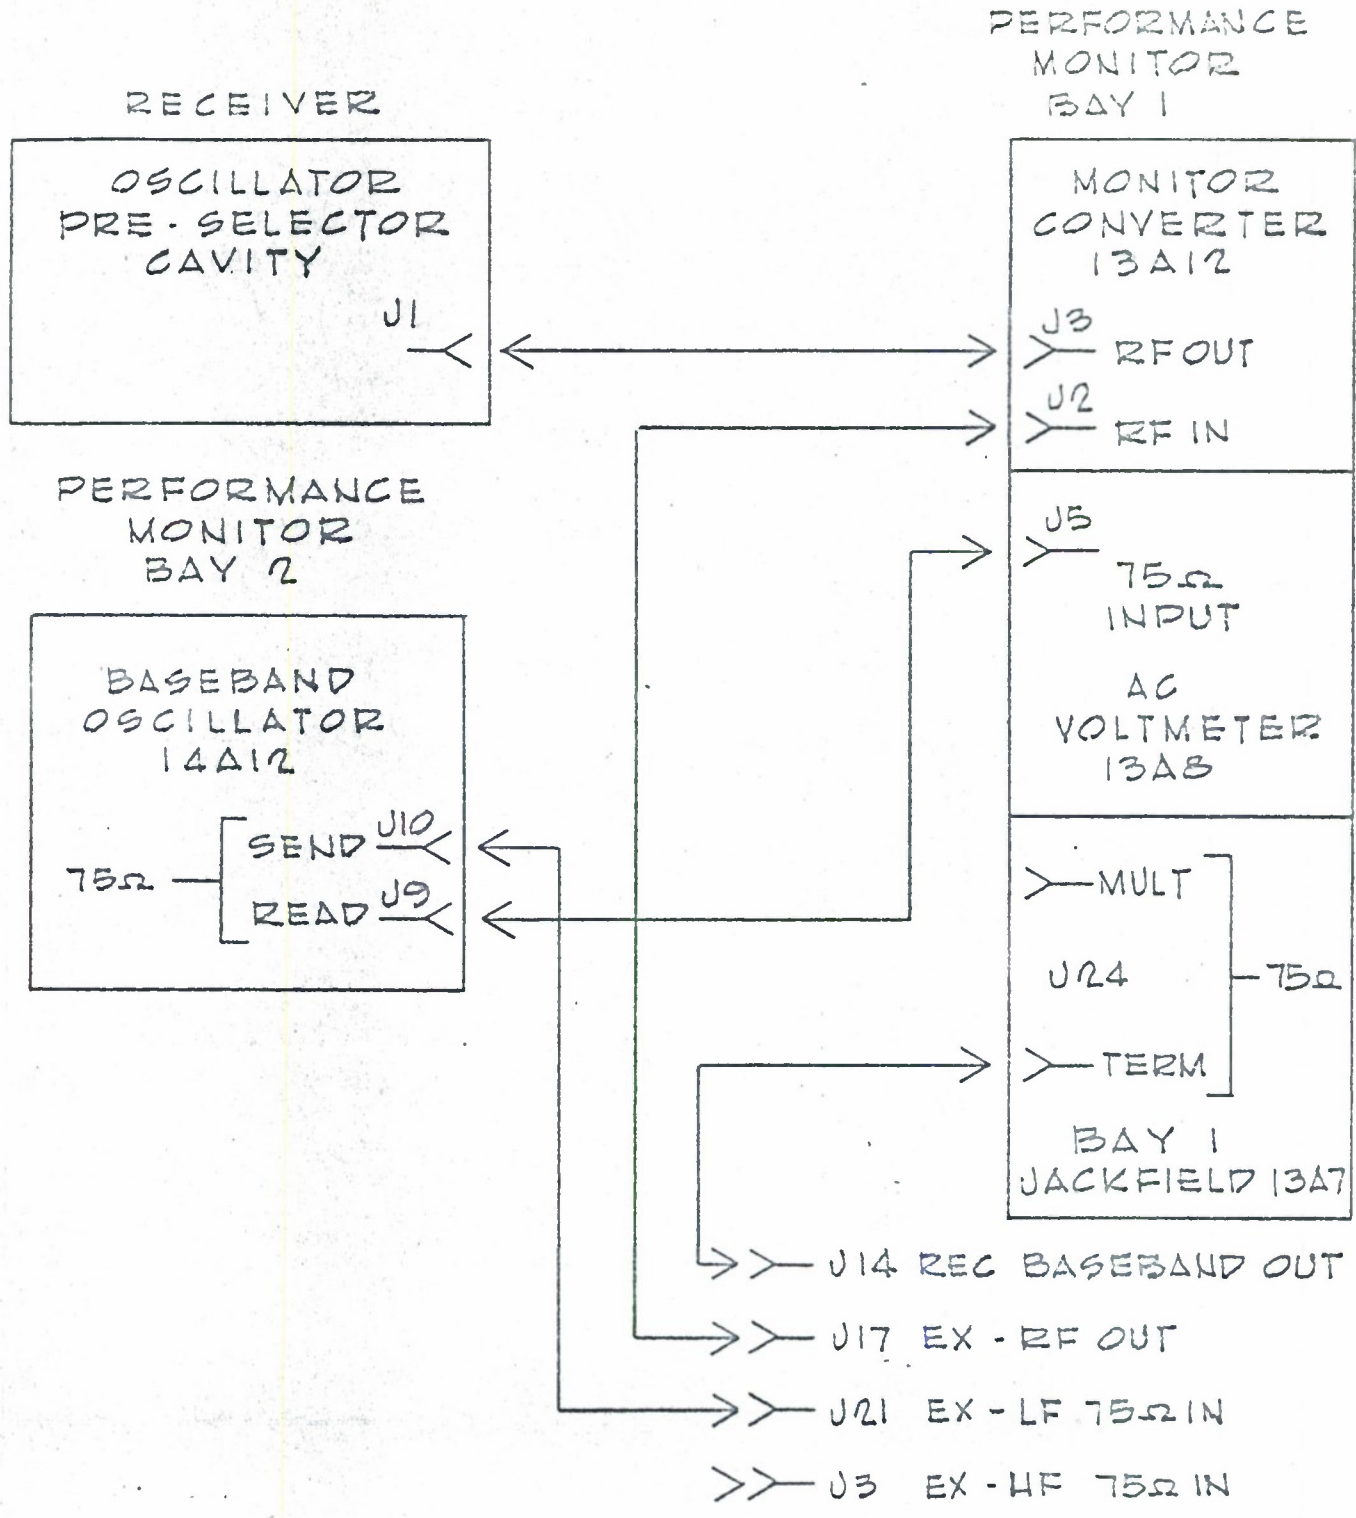 RECEIVER
OSCILLATOR
PRE - SELECTOR
CAVITY
J1
PERFORMANCE
MONITOR
BAY 1
MONITOR
CONVERTER
13A12
J3
RF OUT
J2
RF IN
J5
75Ω
INPUT
AC
VOLTMETER
13A8
MULT
J24
75Ω
TERM
BAY 1
JACKFIELD 13A7
PERFORMANCE
MONITOR
BAY 2
BASEBAND
OSCILLATOR
14A12
SEND J10
75Ω
READ J9
J14 REC BASEBAND OUT
J17 EX - RF OUT
J21 EX - LF 75Ω IN
J3 EX - HF 75Ω IN